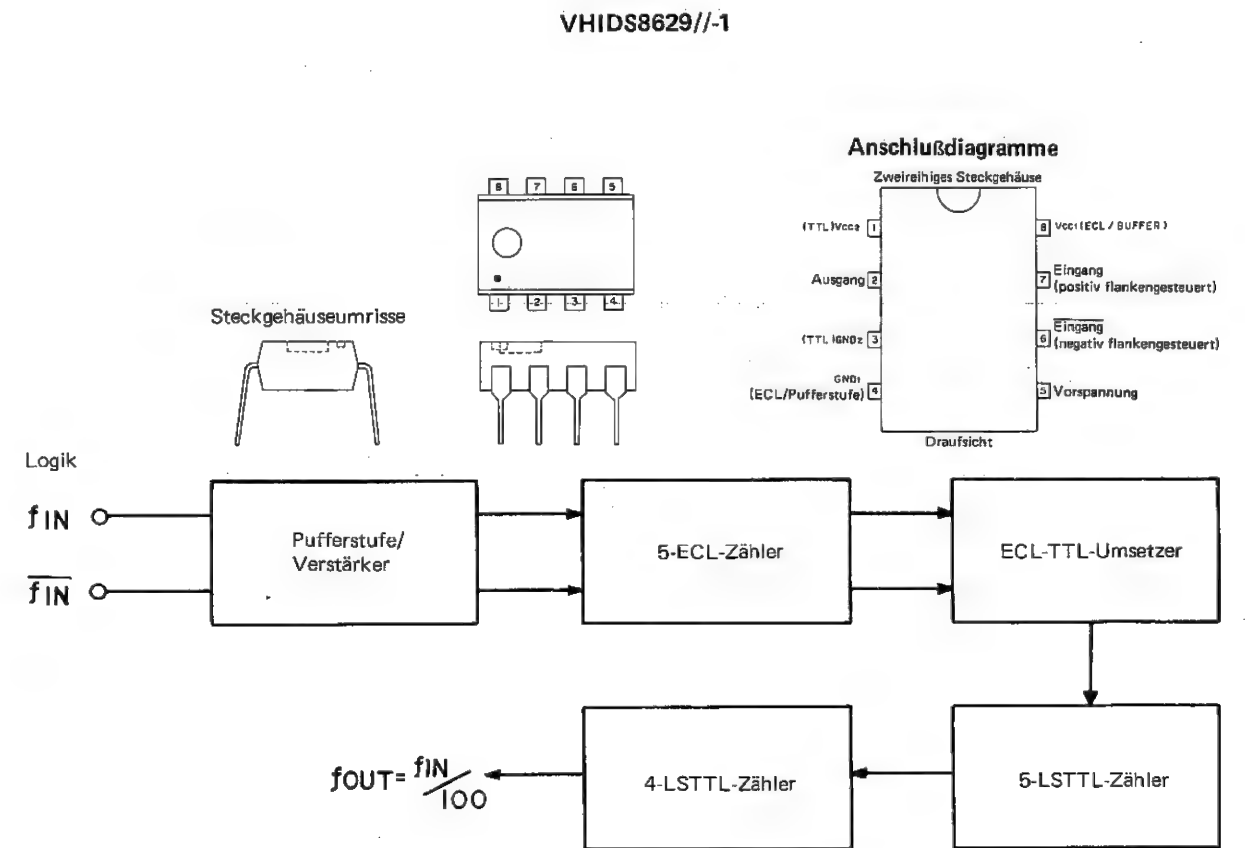 VHIDS8629//-1
Anschlußdiagramme
Zweireihiges Steckgehäuse
8 7 6 5
1 2 3 4
(TTL)Vcc2 1
Ausgang 2
(TTL)GND2 3
GND1
(ECL/Pufferstufe) 4
8 Vcc1(ECL / BUFFER)
7 Eingang
(positiv flankengesteuert)
6 Eingang
(negativ flankengesteuert)
5 Vorspannung
Draufsicht
Steckgehäuseumrisse
Logik
fIN
fIN
Pufferstufe/
Verstärker
5-ECL-Zähler
ECL-TTL-Umsetzer
fOUT= fIN/100
4-LSTTL-Zähler
5-LSTTL-Zähler